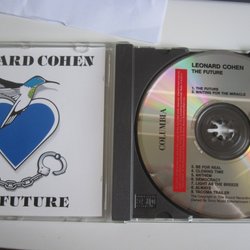 ARD COHEN
FUTURE
COLUMBIA
LEONARD COHEN
THE FUTURE
1. THE FUTURE
2. WAITING FOR THE MIRACLE
3. BE FOR REAL
4. CLOSING TIME
5. ANTHEM
6. DEMOCRACY
7. LIGHT AS THE BREEZE
8. ALWAYS
9. TACOMA TRAILER